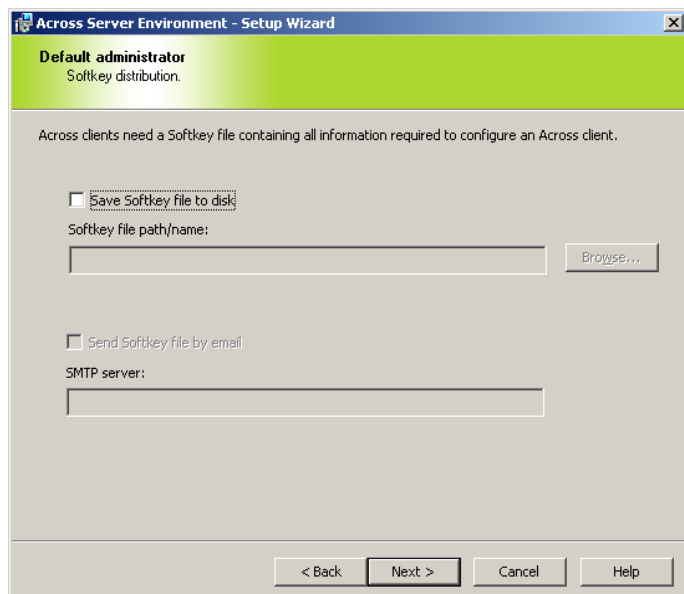 Across Server Environment - Setup Wizard
Default administrator
Softkey distribution.
Across clients need a Softkey file containing all information required to configure an Across client.
Save Softkey file to disk
Softkey file path/name:
Browse...
Send Softkey file by email
SMTP server:
< Back Next > Cancel Help